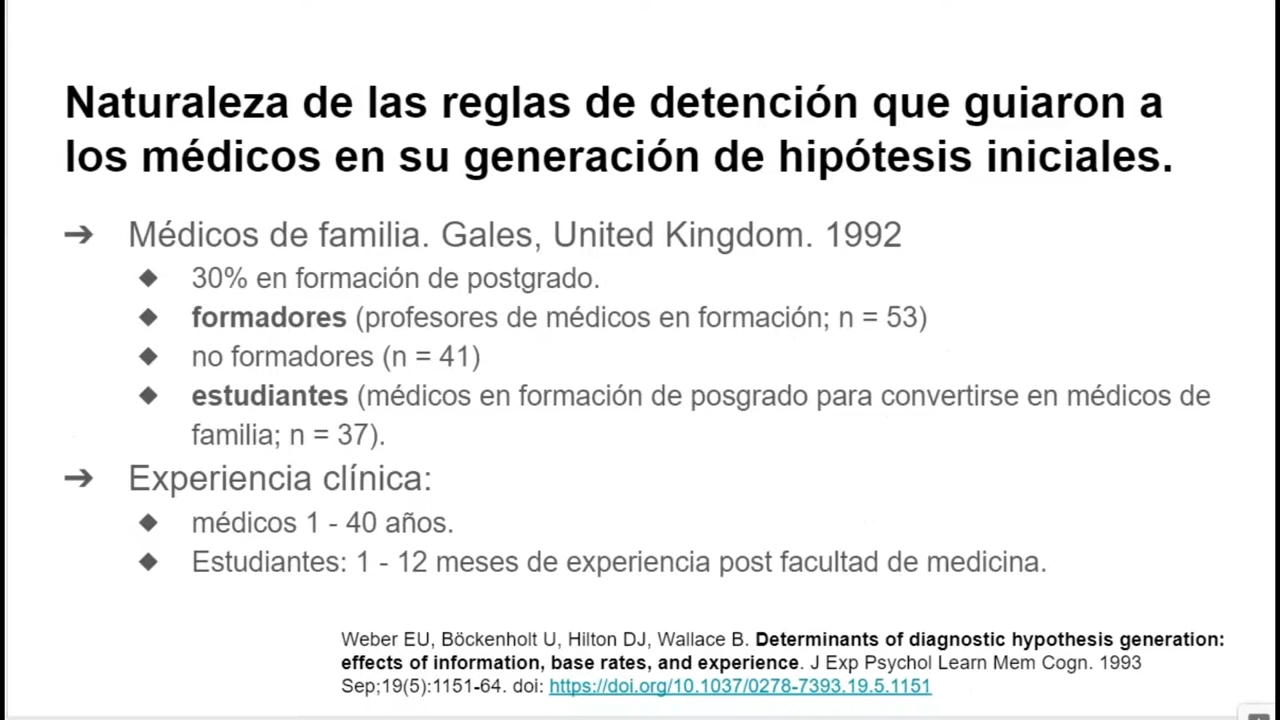 Naturaleza de las reglas de detención que guiaron a
los médicos en su generación de hipótesis iniciales.
➔ Médicos de familia. Gales, United Kingdom. 1992
◆ 30% en formación de postgrado.
◆ formadores (profesores de médicos en formación; n = 53)
◆ no formadores (n = 41)
◆ estudiantes (médicos en formación de posgrado para convertirse en médicos de
familia; n = 37).
➔ Experiencia clínica:
◆ médicos 1 - 40 años.
◆ Estudiantes: 1 - 12 meses de experiencia post facultad de medicina.
Weber EU, Böckenholt U, Hilton DJ, Wallace B. Determinants of diagnostic hypothesis generation:
effects of information, base rates, and experience. J Exp Psychol Learn Mem Cogn. 1993
Sep;19(5):1151-64. doi: https://doi.org/10.1037/0278-7393.19.5.1151